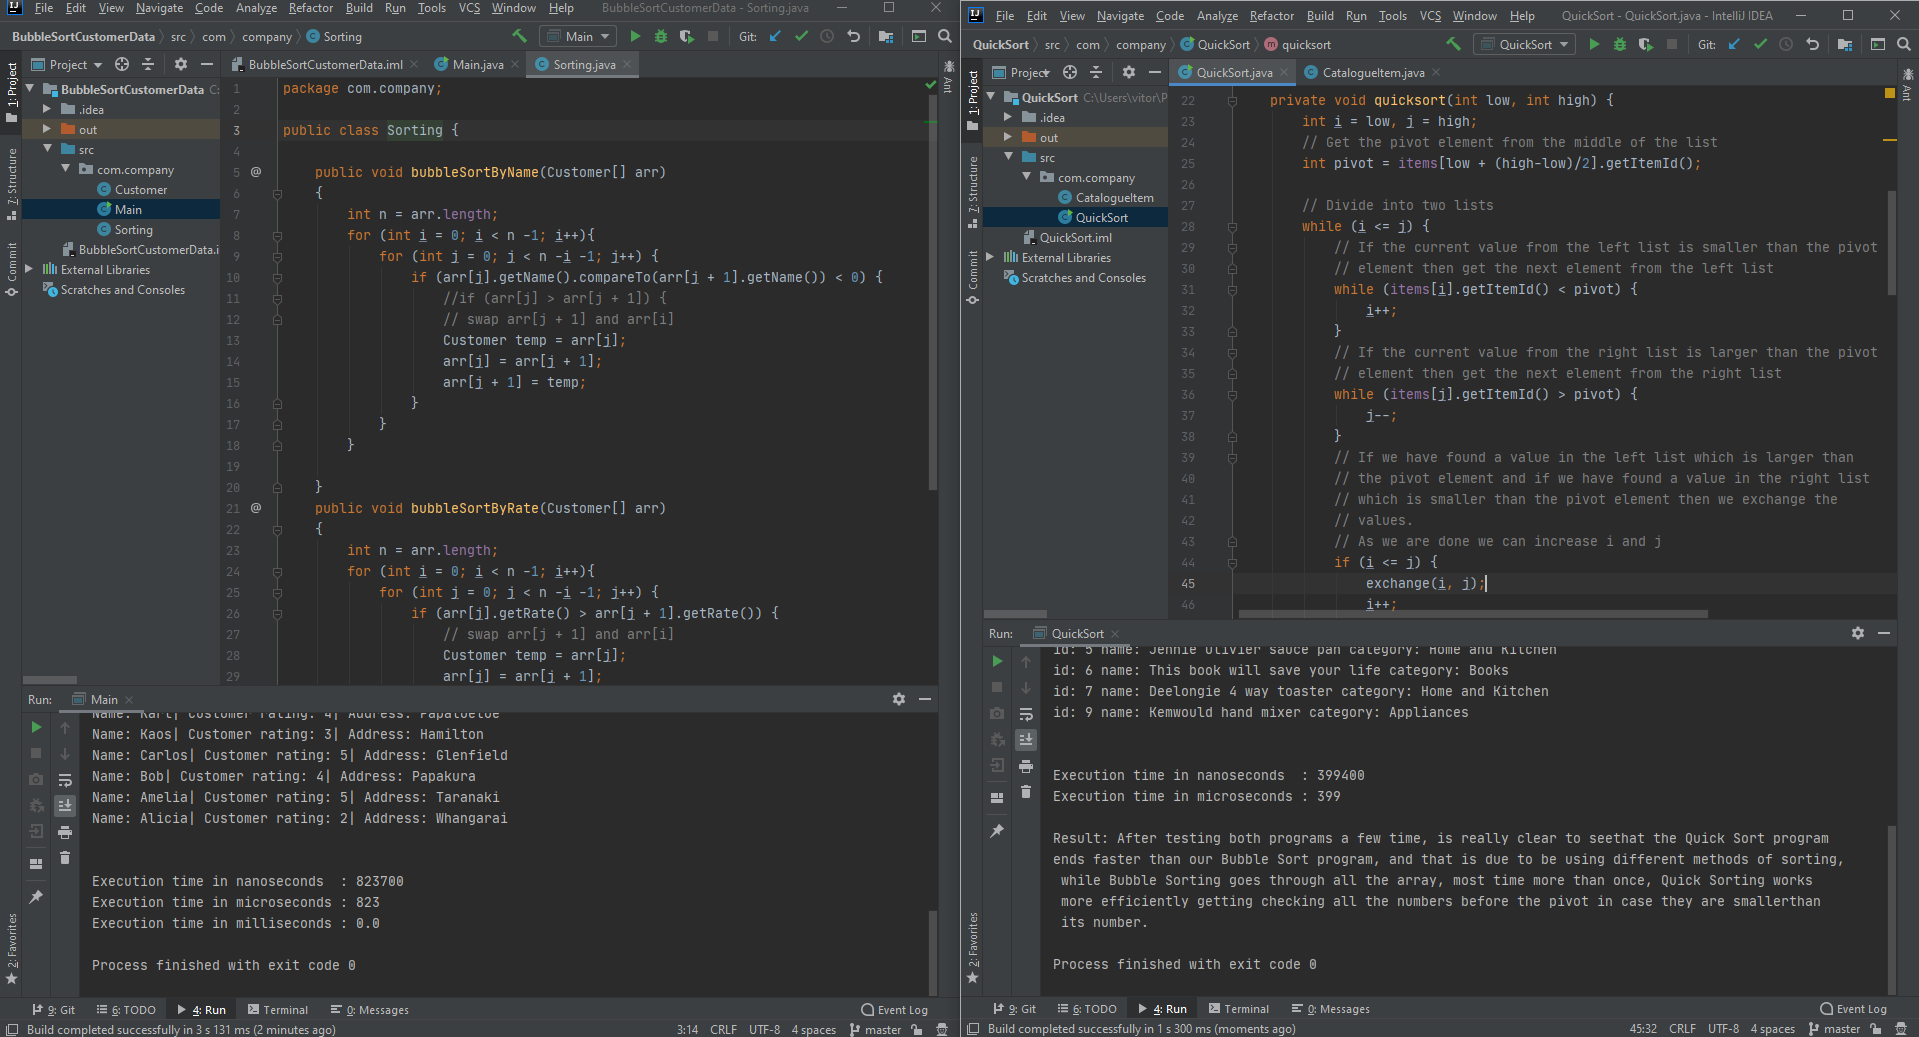 File Edit View Navigate Code Analyze Refactor Build Run Tools VCS Window Help BubbleSortCustomerData - Sorting.java
BubbleSortCustomerData src com company Sorting Main Git:
1: Project
7: Structure
Commit
2: Favorites
Project
BubbleSortCustomerData
.idea
out
src
com.company
Customer
Main
Sorting
BubbleSortCustomerData.i
External Libraries
Scratches and Consoles
BubbleSortCustomerData.iml Main.java Sorting.java
Ant
1 package com.company;
2
3 public class Sorting {
4
5 @ public void bubbleSortByName(Customer[] arr)
6 {
7 int n = arr.length;
8 for (int i = 0; i < n -1; i++){
9 for (int j = 0; j < n -i -1; j++) {
10 if (arr[j].getName().compareTo(arr[j + 1].getName()) < 0) {
11 //if (arr[j] > arr[j + 1]) {
12 // swap arr[j + 1] and arr[i]
13 Customer temp = arr[j];
14 arr[j] = arr[j + 1];
15 arr[j + 1] = temp;
16 }
17 }
18 }
19
20 }
21 @ public void bubbleSortByRate(Customer[] arr)
22 {
23 int n = arr.length;
24 for (int i = 0; i < n -1; i++){
25 for (int j = 0; j < n -i -1; j++) {
26 if (arr[j].getRate() > arr[j + 1].getRate()) {
27 // swap arr[j + 1] and arr[i]
28 Customer temp = arr[j];
29 arr[j] = arr[j + 1];
Run: Main
Name: Karl| Customer rating: 4| Address: Papatoetoe
Name: Kaos| Customer rating: 3| Address: Hamilton
Name: Carlos| Customer rating: 5| Address: Glenfield
Name: Bob| Customer rating: 4| Address: Papakura
Name: Amelia| Customer rating: 5| Address: Taranaki
Name: Alicia| Customer rating: 2| Address: Whangarai
Execution time in nanoseconds  : 823700
Execution time in microseconds : 823
Execution time in milliseconds : 0.0
Process finished with exit code 0
9: Git 6: TODO 4: Run Terminal 0: Messages Event Log
Build completed successfully in 3 s 131 ms (2 minutes ago) 3:14 CRLF UTF-8 4 spaces master
File Edit View Navigate Code Analyze Refactor Build Run Tools VCS Window Help QuickSort - QuickSort.java - IntelliJ IDEA
QuickSort src com company QuickSort quicksort QuickSort Git:
1: Project
7: Structure
Commit
2: Favorites
Project
QuickSort C:\Users\vitor\P
.idea
out
src
com.company
CatalogueItem
QuickSort
QuickSort.iml
External Libraries
Scratches and Consoles
QuickSort.java CatalogueItem.java
Ant
22 private void quicksort(int low, int high) {
23 int i = low, j = high;
24 // Get the pivot element from the middle of the list
25 int pivot = items[low + (high-low)/2].getItemId();
26
27 // Divide into two lists
28 while (i <= j) {
29 // If the current value from the left list is smaller than the pivot
30 // element then get the next element from the left list
31 while (items[i].getItemId() < pivot) {
32 i++;
33 }
34 // If the current value from the right list is larger than the pivot
35 // element then get the next element from the right list
36 while (items[j].getItemId() > pivot) {
37 j--;
38 }
39 // If we have found a value in the left list which is larger than
40 // the pivot element and if we have found a value in the right list
41 // which is smaller than the pivot element then we exchange the
42 // values.
43 // As we are done we can increase i and j
44 if (i <= j) {
45 exchange(i, j);
46 i++;
Run: QuickSort
id: 5 name: Jennie Olivier sauce pan category: Home and Kitchen
id: 6 name: This book will save your life category: Books
id: 7 name: Deelongie 4 way toaster category: Home and Kitchen
id: 9 name: Kemwould hand mixer category: Appliances
Execution time in nanoseconds  : 399400
Execution time in microseconds : 399
Result: After testing both programs a few time, is really clear to seethat the Quick Sort program
ends faster than our Bubble Sort program, and that is due to be using different methods of sorting,
while Bubble Sorting goes through all the array, most time more than once, Quick Sorting works
more efficiently getting checking all the numbers before the pivot in case they are smallerthan
its number.
Process finished with exit code 0
9: Git 6: TODO 4: Run Terminal 0: Messages Event Log
Build completed successfully in 1 s 300 ms (moments ago) 45:32 CRLF UTF-8 4 spaces master